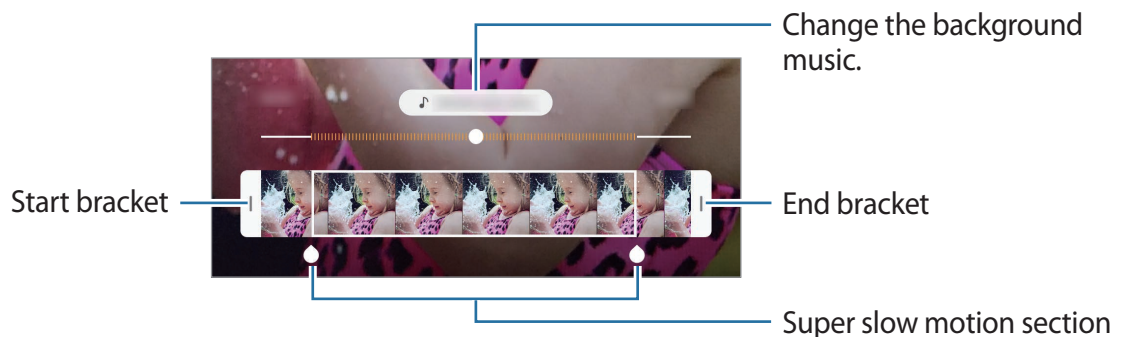 Change the background
music.
Start bracket
End bracket
Super slow motion section